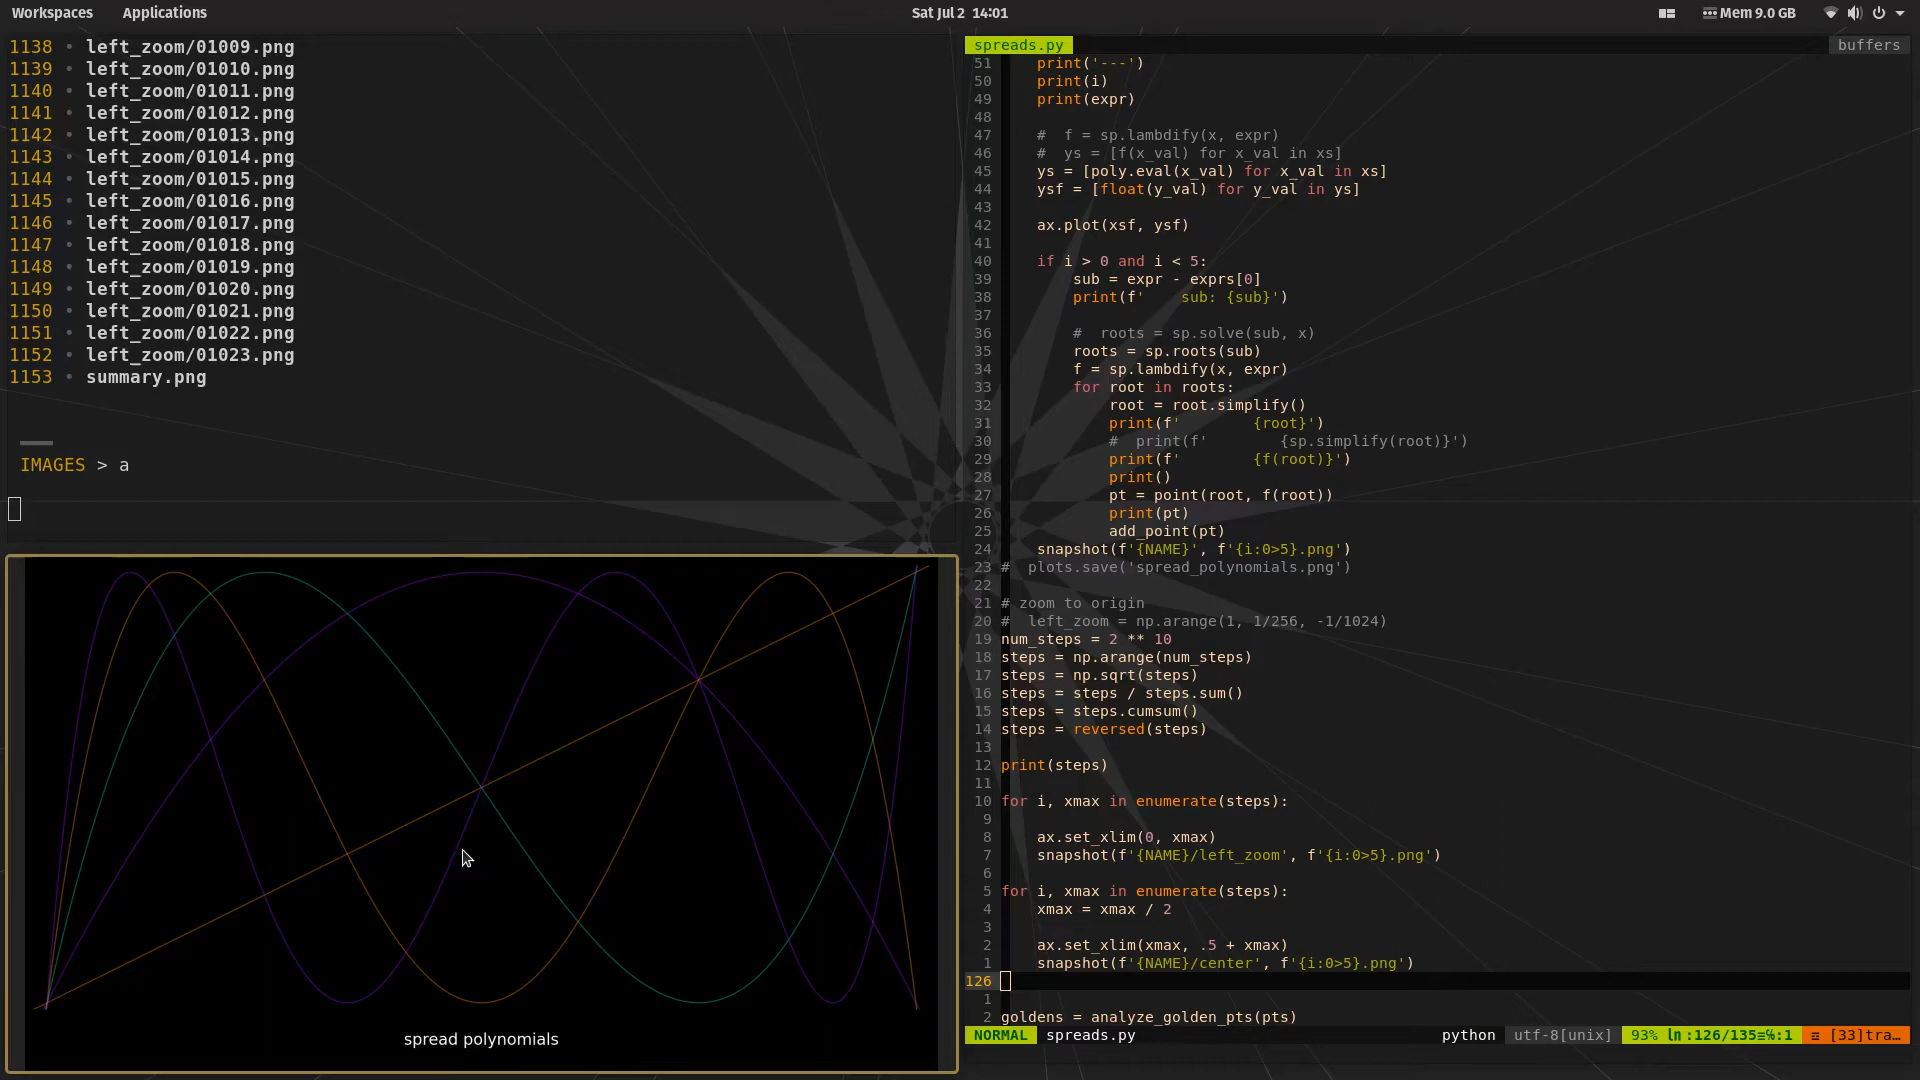 Workspaces Applications Sat Jul 2 14:01 Mem 9.0 GB
1138 • left_zoom/01009.png
1139 • left_zoom/01010.png
1140 • left_zoom/01011.png
1141 • left_zoom/01012.png
1142 • left_zoom/01013.png
1143 • left_zoom/01014.png
1144 • left_zoom/01015.png
1145 • left_zoom/01016.png
1146 • left_zoom/01017.png
1147 • left_zoom/01018.png
1148 • left_zoom/01019.png
1149 • left_zoom/01020.png
1150 • left_zoom/01021.png
1151 • left_zoom/01022.png
1152 • left_zoom/01023.png
1153 • summary.png
IMAGES > a
spread polynomials
spreads.py buffers
51     print('---')
50     print(i)
49     print(expr)
48
47     #  f = sp.lambdify(x, expr)
46     #  ys = [f(x_val) for x_val in xs]
45     ys = [poly.eval(x_val) for x_val in xs]
44     ysf = [float(y_val) for y_val in ys]
43
42     ax.plot(xsf, ysf)
41
40     if i > 0 and i < 5:
39         sub = expr - exprs[0]
38         print(f'    sub: {sub}')
37
36         #  roots = sp.solve(sub, x)
35         roots = sp.roots(sub)
34         f = sp.lambdify(x, expr)
33         for root in roots:
32             root = root.simplify()
31             print(f'        {root}')
30             #  print(f'        {sp.simplify(root)}')
29             print(f'        {f(root)}')
28             print()
27             pt = point(root, f(root))
26             print(pt)
25             add_point(pt)
24     snapshot(f'{NAME}', f'{i:0>5}.png')
23 #  plots.save('spread_polynomials.png')
22
21 # zoom to origin
20 #  left_zoom = np.arange(1, 1/256, -1/1024)
19 num_steps = 2 ** 10
18 steps = np.arange(num_steps)
17 steps = np.sqrt(steps)
16 steps = steps / steps.sum()
15 steps = steps.cumsum()
14 steps = reversed(steps)
13
12 print(steps)
11
10 for i, xmax in enumerate(steps):
9
8     ax.set_xlim(0, xmax)
7     snapshot(f'{NAME}/left_zoom', f'{i:0>5}.png')
6
5 for i, xmax in enumerate(steps):
4     xmax = xmax / 2
3
2     ax.set_xlim(xmax, .5 + xmax)
1     snapshot(f'{NAME}/center', f'{i:0>5}.png')
126
1
2 goldens = analyze_golden_pts(pts)
NORMAL spreads.py python utf-8[unix] 93% ln:126/135≡℅:1 ☲ [33]tra…